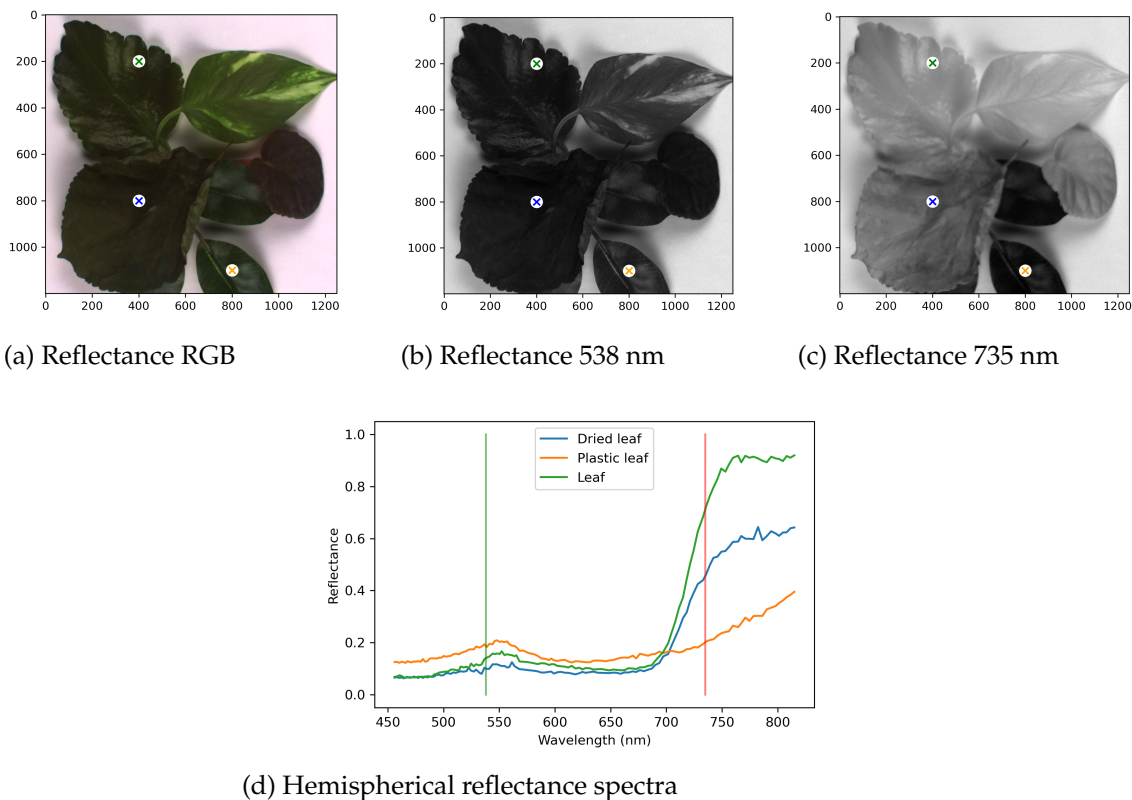 0
200
400
600
800
1000
0 200 400 600 800 1000 1200
(a) Reflectance RGB
0
200
400
600
800
1000
0 200 400 600 800 1000 1200
(b) Reflectance 538 nm
0
200
400
600
800
1000
0 200 400 600 800 1000 1200
(c) Reflectance 735 nm
1.0
0.8
0.6
0.4
0.2
0.0
Reflectance
Dried leaf
Plastic leaf
Leaf
450 500 550 600 650 700 750 800
Wavelength (nm)
(d) Hemispherical reflectance spectra